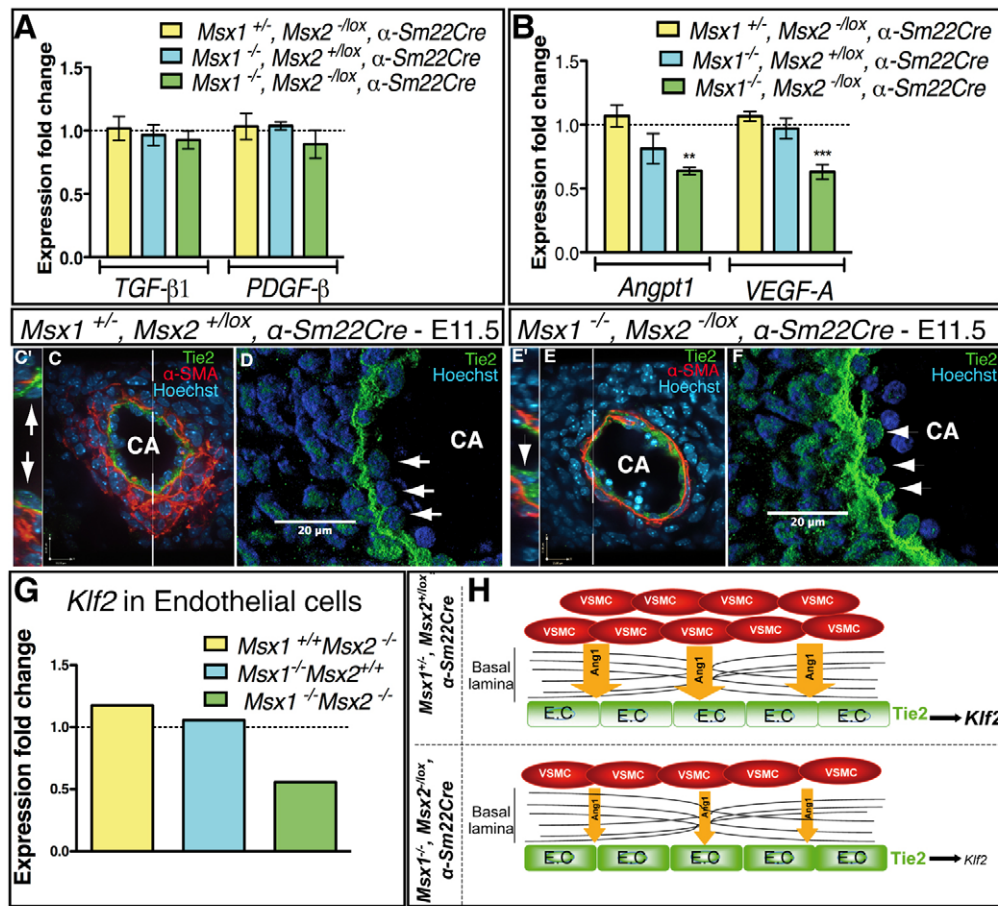 A
Msx1 +/-, Msx2 -/lox, α-Sm22Cre
Msx1 -/-, Msx2 +/lox, α-Sm22Cre
Msx1 -/-, Msx2 -/lox, α-Sm22Cre
Expression fold change
1.5
1.0
0.5
0.0
TGF-β1
PDGF-β
B
Msx1 +/-, Msx2 -/lox, α-Sm22Cre
Msx1 -/-, Msx2 +/lox, α-Sm22Cre
Msx1 -/-, Msx2 -/lox, α-Sm22Cre
Expression fold change
1.5
1.0
0.5
0.0
**
***
Angpt1
VEGF-A
Msx1 +/-, Msx2 +/lox, α-Sm22Cre - E11.5
C'
C
Tie2
α-SMA
Hoechst
CA
D
Tie2
Hoechst
CA
20 µm
Msx1 -/-, Msx2 -/lox, α-Sm22Cre - E11.5
E'
E
Tie2
α-SMA
Hoechst
CA
F
Tie2
Hoechst
CA
20 µm
G
Klf2 in Endothelial cells
Msx1 +/+Msx2 -/-
Msx1-/-Msx2+/+
Msx1 -/-Msx2 -/-
Expression fold change
1.5
1.0
0.5
0.0
H
Msx1+/-, Msx2+/lox,
α-Sm22Cre
VSMC VSMC VSMC VSMC
VSMC VSMC VSMC VSMC VSMC
Basal
lamina
Ang1 Ang1 Ang1
E.C E.C E.C E.C E.C
Tie2
Klf2
Msx1-/-, Msx2-/lox,
α-Sm22Cre
VSMC VSMC VSMC VSMC VSMC
Basal
lamina
Ang1 Ang1 Ang1
E.C E.C E.C E.C E.C
Tie2
Klf2